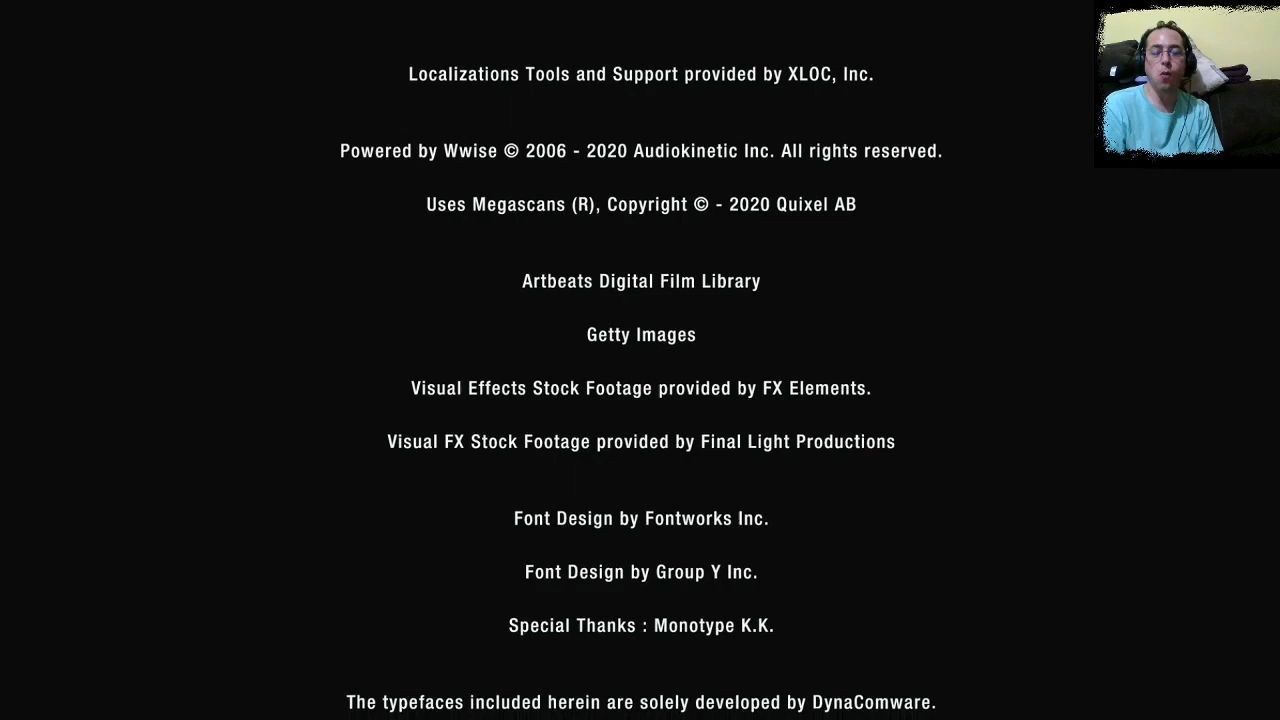 Localizations Tools and Support provided by XLOC, Inc.
Powered by Wwise © 2006 - 2020 Audiokinetic Inc. All rights reserved.
Uses Megascans (R), Copyright © - 2020 Quixel AB
Artbeats Digital Film Library
Getty Images
Visual Effects Stock Footage provided by FX Elements.
Visual FX Stock Footage provided by Final Light Productions
Font Design by Fontworks Inc.
Font Design by Group Y Inc.
Special Thanks : Monotype K.K.
The typefaces included herein are solely developed by DynaComware.